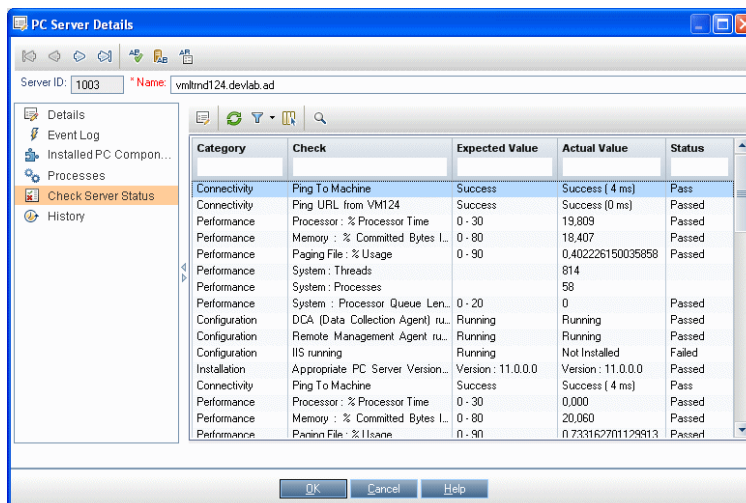 PC Server Details
Server ID: 1003 * Name: vmltrnd124.devlab.ad
Details
Event Log
Installed PC Compon...
Processes
Check Server Status
History
Category Check Expected Value Actual Value Status
Connectivity Ping To Machine Success Success ( 4 ms) Pass
Connectivity Ping URL from VM124 Success Success (0 ms) Passed
Performance Processor : % Processor Time 0 - 30 19,809 Passed
Performance Memory : % Committed Bytes I... 0 - 80 18,407 Passed
Performance Paging File : % Usage 0 - 90 0,402226150035858 Passed
Performance System : Threads 814
Performance System : Processes 58
Performance System : Processor Queue Len... 0 - 20 0 Passed
Configuration DCA (Data Collection Agent) ru... Running Running Passed
Configuration Remote Management Agent ru... Running Running Passed
Configuration IIS running Running Not Installed Failed
Installation Appropriate PC Server Version... Version : 11.0.0.0 Version : 11.0.0.0 Passed
Connectivity Ping To Machine Success Success ( 4 ms) Pass
Performance Processor : % Processor Time 0 - 30 0,000 Passed
Performance Memory : % Committed Bytes I... 0 - 80 20,060 Passed
Performance Paging File : % Usage 0 - 90 0,733162701129913 Passed
OK Cancel Help